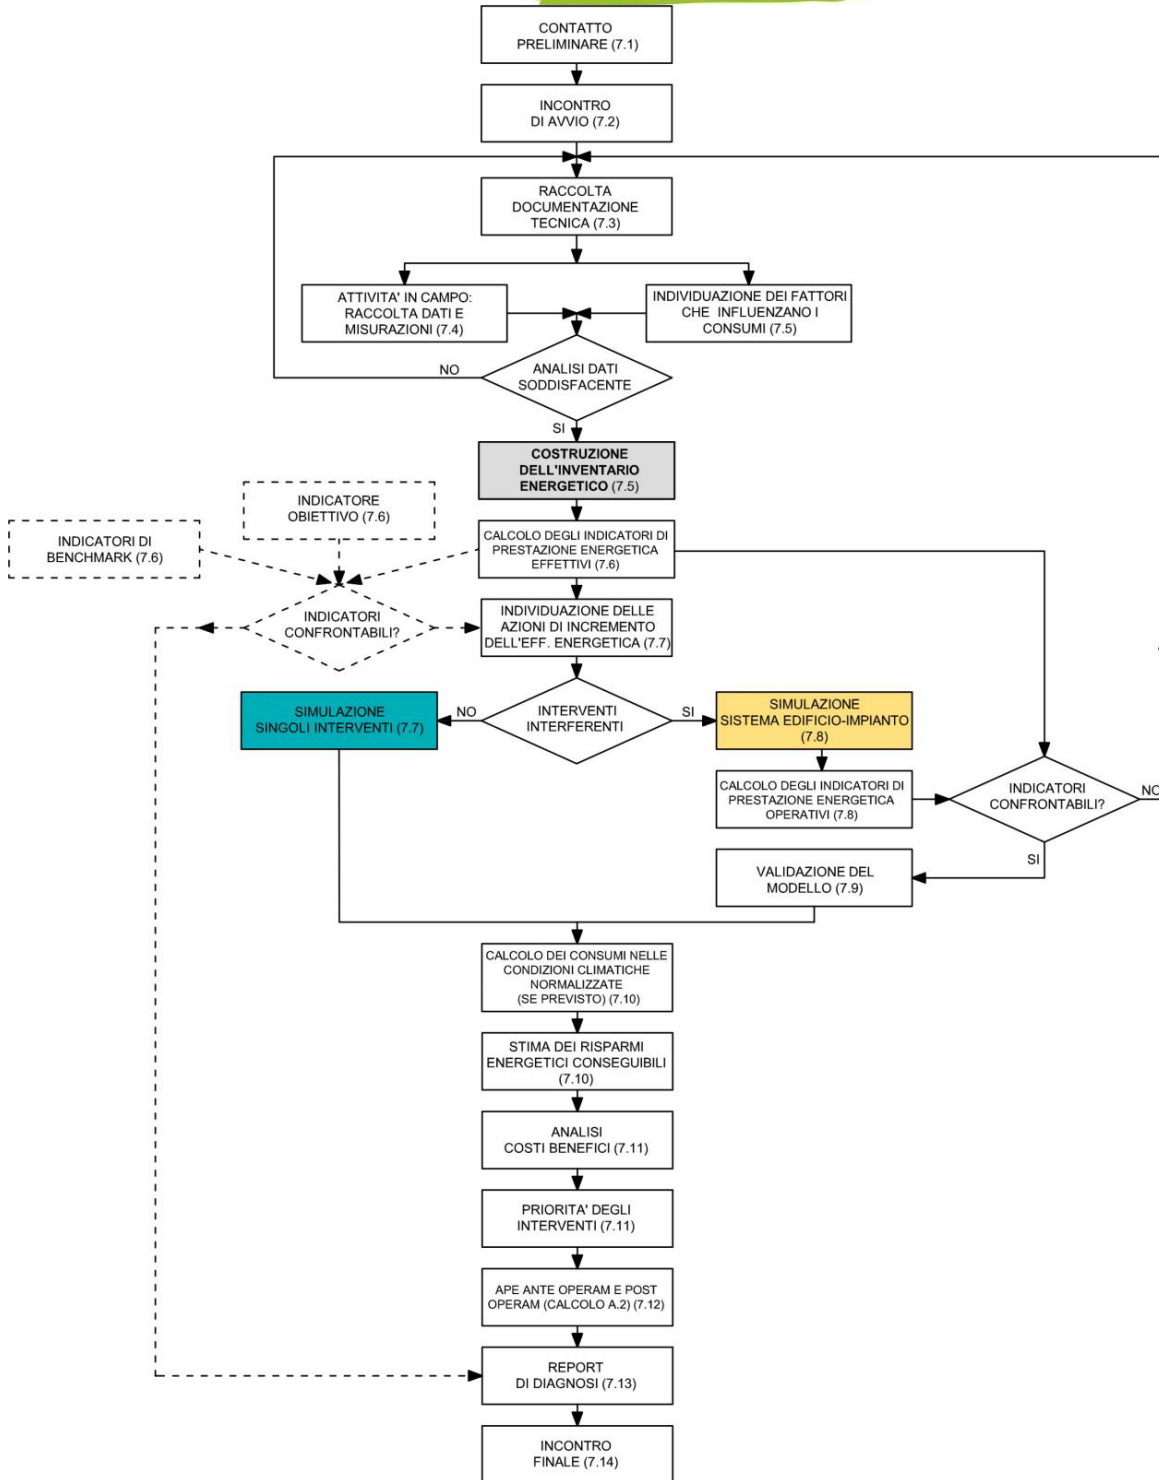 CONTATTO
PRELIMINARE (7.1)
INCONTRO
DI AVVIO (7.2)
RACCOLTA
DOCUMENTAZIONE
TECNICA (7.3)
ATTIVITA' IN CAMPO:
RACCOLTA DATI E
MISURAZIONI (7.4)
INDIVIDUAZIONE DEI FATTORI
CHE INFLUENZANO I
CONSUMI (7.5)
ANALISI DATI
SODDISFACENTE
NO
SI
COSTRUZIONE
DELL'INVENTARIO
ENERGETICO (7.5)
INDICATORE
OBIETTIVO (7.6)
INDICATORI DI
BENCHMARK (7.6)
CALCOLO DEGLI INDICATORI DI
PRESTAZIONE ENERGETICA
EFFETTIVI (7.6)
INDICATORI
CONFRONTABILI?
INDIVIDUAZIONE DELLE
AZIONI DI INCREMENTO
DELL'EFF. ENERGETICA (7.7)
SIMULAZIONE
SINGOLI INTERVENTI (7.7)
NO
INTERVENTI
INTERFERENTI
SI
SIMULAZIONE
SISTEMA EDIFICIO-IMPIANTO
(7.8)
CALCOLO DEGLI INDICATORI DI
PRESTAZIONE ENERGETICA
OPERATIVI (7.8)
INDICATORI
CONFRONTABILI?
NO
SI
VALIDAZIONE DEL
MODELLO (7.9)
CALCOLO DEI CONSUMI NELLE
CONDIZIONI CLIMATICHE
NORMALIZZATE
(SE PREVISTO) (7.10)
STIMA DEI RISPARMI
ENERGETICI CONSEGUIBILI
(7.10)
ANALISI
COSTI BENEFICI (7.11)
PRIORITA' DEGLI
INTERVENTI (7.11)
APE ANTE OPERAM E POST
OPERAM (CALCOLO A.2) (7.12)
REPORT
DI DIAGNOSI (7.13)
INCONTRO
FINALE (7.14)